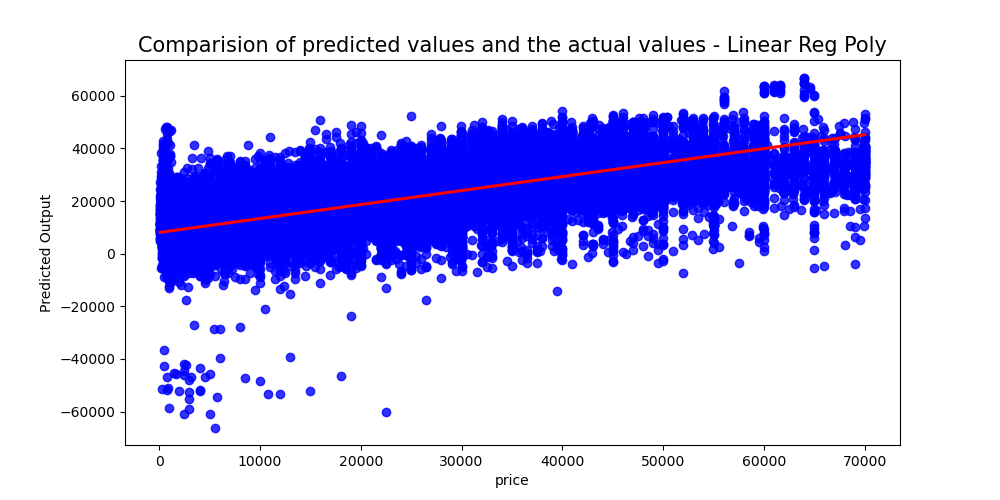 Comparision of predicted values and the actual values - Linear Reg Poly
60000
40000
20000
0
−20000
−40000
−60000
Predicted Output
0 10000 20000 30000 40000 50000 60000 70000
price